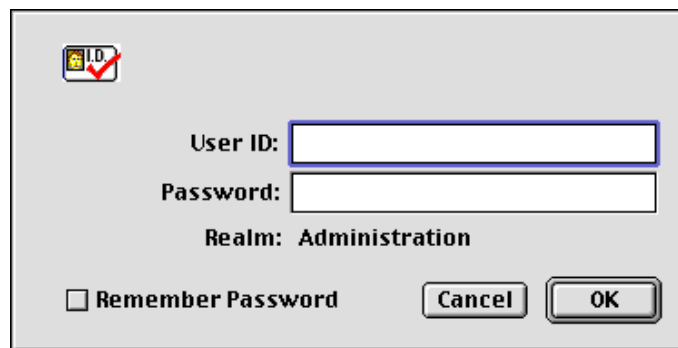 I.D.
User ID:
Password:
Realm: Administration
Remember Password Cancel OK